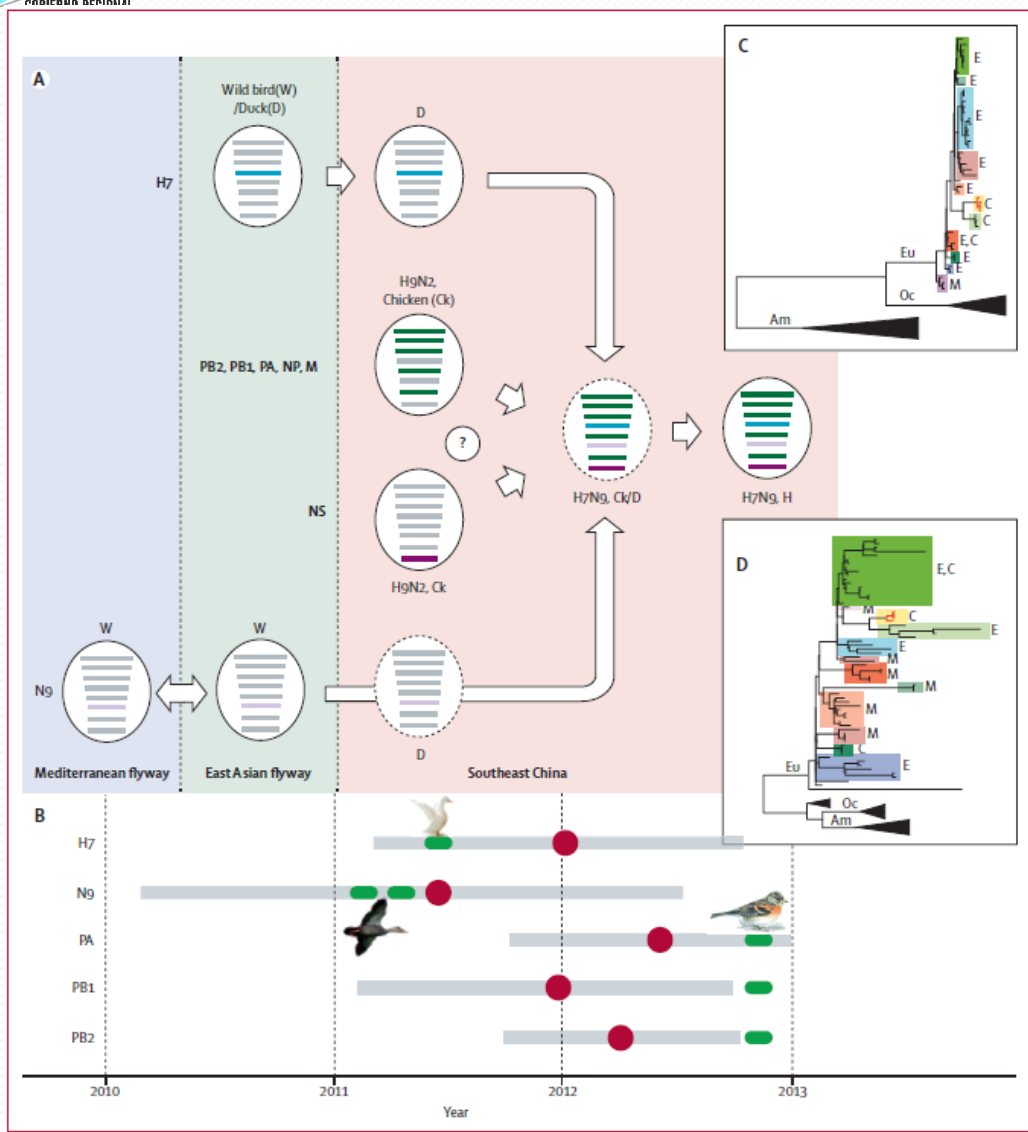 GOBIERNO REGIONAL
A
Wild bird(W)
/Duck(D)
D
H7
H9N2,
Chicken (Ck)
PB2, PB1, PA, NP, M
?
NS
H7N9, Ck/D
H7N9, H
H9N2, Ck
W
W
N9
D
Mediterranean flyway
East Asian flyway
Southeast China
C
E
E
E
E
E
C
C
E,C
E
E
M
Eu
Oc
Am
D
E,C
M
C
E
E
M
M
M
M
M
C
E
Eu
Oc
Am
B
H7
N9
PA
PB1
PB2
2010
2011
2012
2013
Year